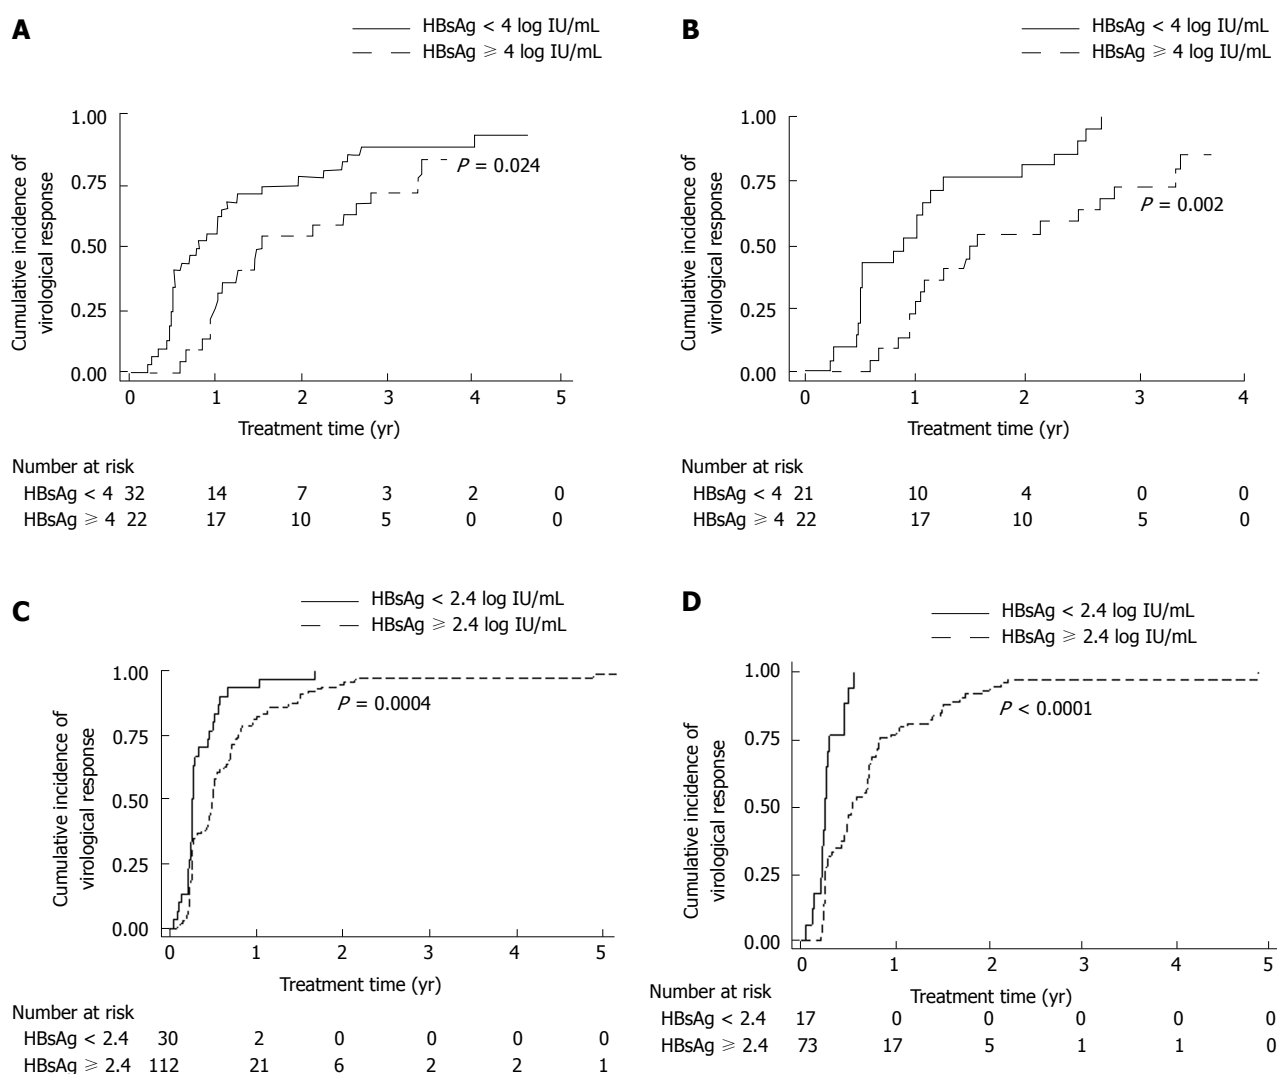 A
HBsAg < 4 log IU/mL
HBsAg ⩾ 4 log IU/mL
Cumulative incidence of
virological response
1.00
0.75
0.50
0.25
0.00
P = 0.024
0 1 2 3 4 5
Treatment time (yr)
Number at risk
HBsAg < 4 32 14 7 3 2 0
HBsAg ⩾ 4 22 17 10 5 0 0
B
HBsAg < 4 log IU/mL
HBsAg ⩾ 4 log IU/mL
Cumulative incidence of
virological response
1.00
0.75
0.50
0.25
0.00
P = 0.002
0 1 2 3 4
Treatment time (yr)
Number at risk
HBsAg < 4 21 10 4 0 0
HBsAg ⩾ 4 22 17 10 5 0
C
HBsAg < 2.4 log IU/mL
HBsAg ⩾ 2.4 log IU/mL
Cumulative incidence of
virological response
1.00
0.75
0.50
0.25
0.00
P = 0.0004
0 1 2 3 4 5
Treatment time (yr)
Number at risk
HBsAg < 2.4 30 2 0 0 0 0
HBsAg ⩾ 2.4 112 21 6 2 2 1
D
HBsAg < 2.4 log IU/mL
HBsAg ⩾ 2.4 log IU/mL
Cumulative incidence of
virological response
1.00
0.75
0.50
0.25
0.00
P < 0.0001
0 1 2 3 4 5
Treatment time (yr)
Number at risk
HBsAg < 2.4 17 0 0 0 0 0
HBsAg ⩾ 2.4 73 17 5 1 1 0